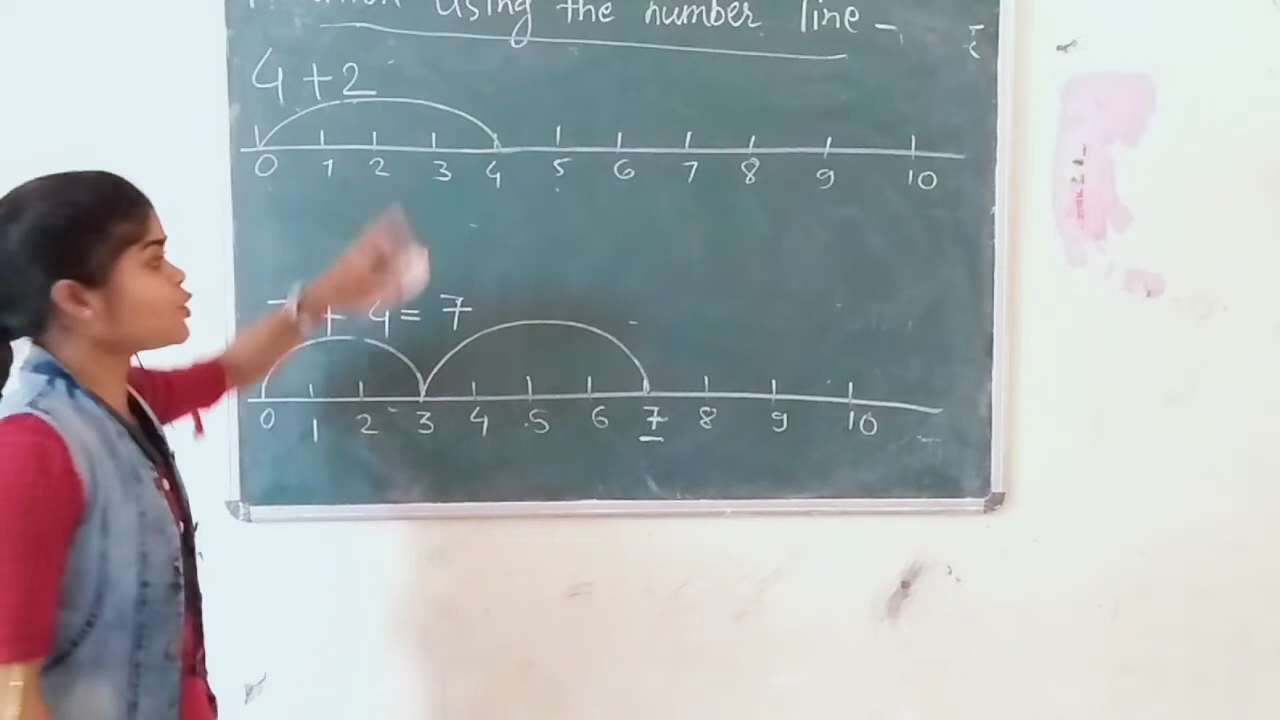 using the number line -
4 + 2
0 1 2 3 4 5 6 7 8 9 10
+ 4 = 7
0 1 2 3 4 5 6 7 8 9 10